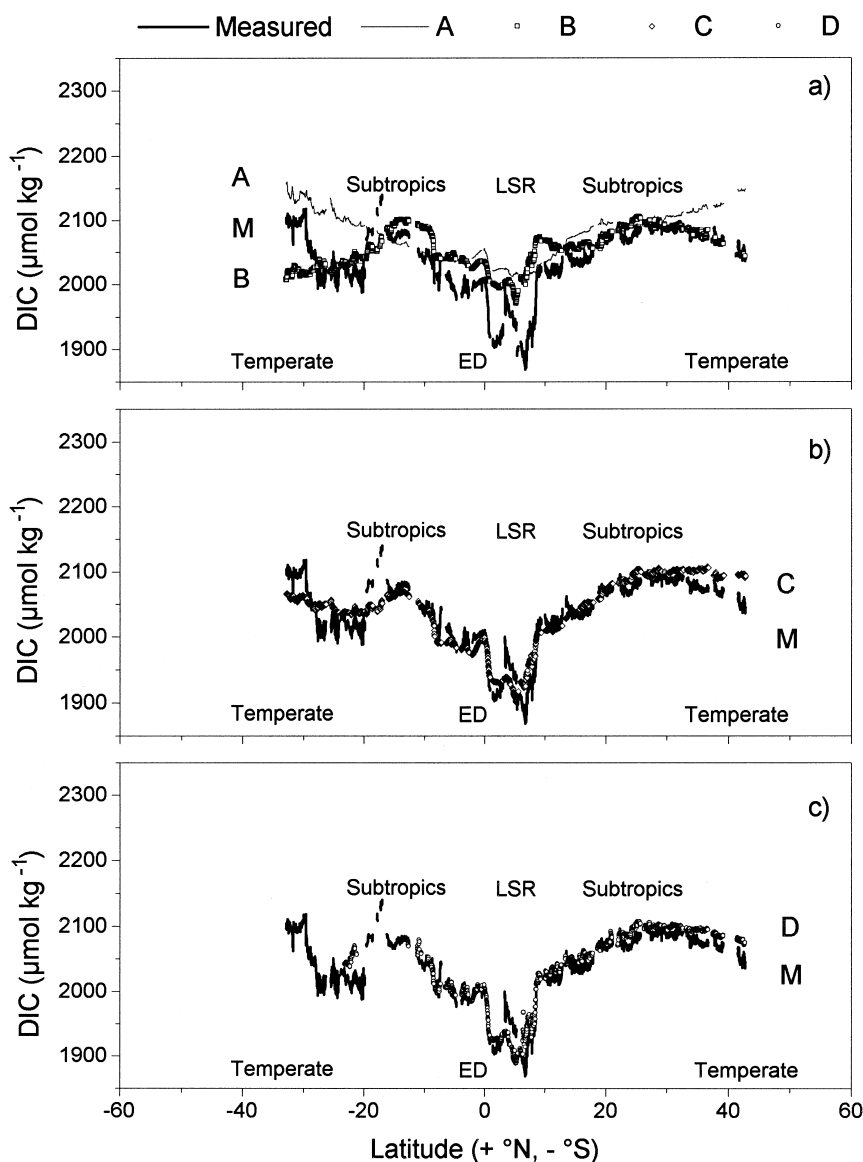 Measured A B C D
a)
2300
2200
2100
2000
1900
DIC (µmol kg⁻¹)
A
M
B
Subtropics LSR Subtropics
Temperate ED Temperate
b)
2300
2200
2100
2000
1900
DIC (µmol kg⁻¹)
Subtropics LSR Subtropics
C
M
Temperate ED Temperate
c)
2300
2200
2100
2000
1900
DIC (µmol kg⁻¹)
Subtropics LSR Subtropics
D
M
Temperate ED Temperate
-60 -40 -20 0 20 40 60
Latitude (+ °N, - °S)